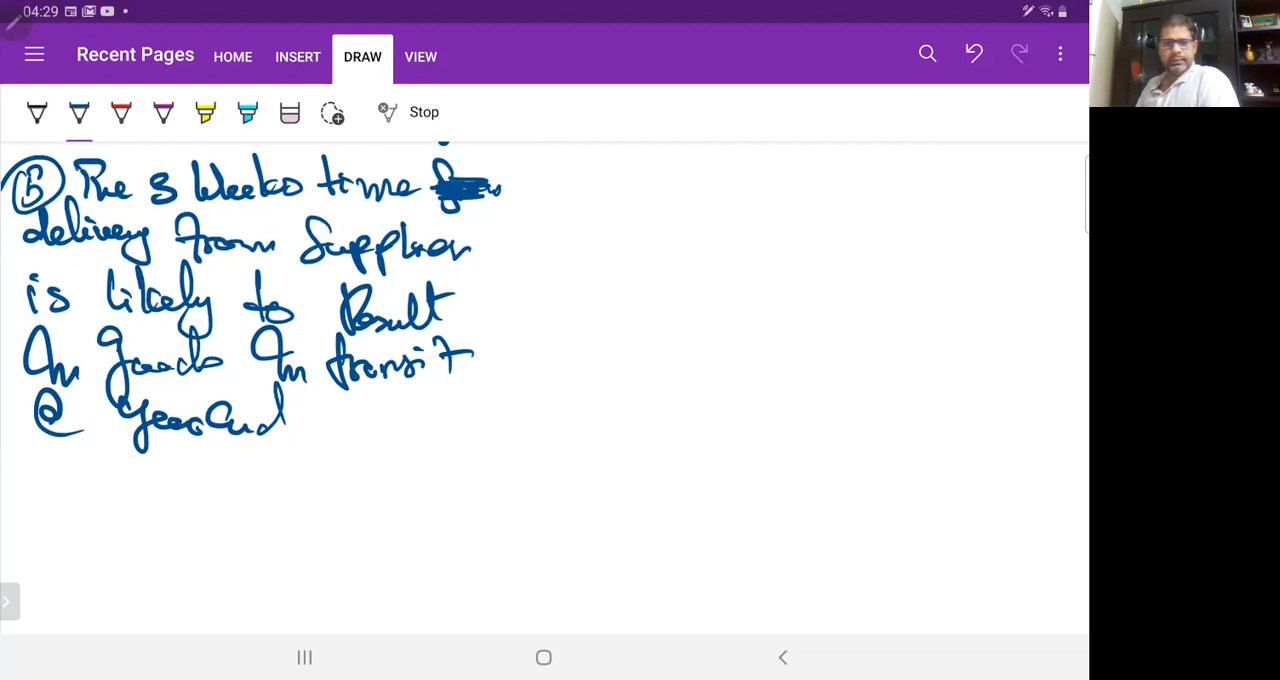 04:29
Recent Pages HOME INSERT DRAW VIEW
Stop
5 The 3 Weeks time
delivery from Supplier
is likely to Result
In goods In transit
@ yearend